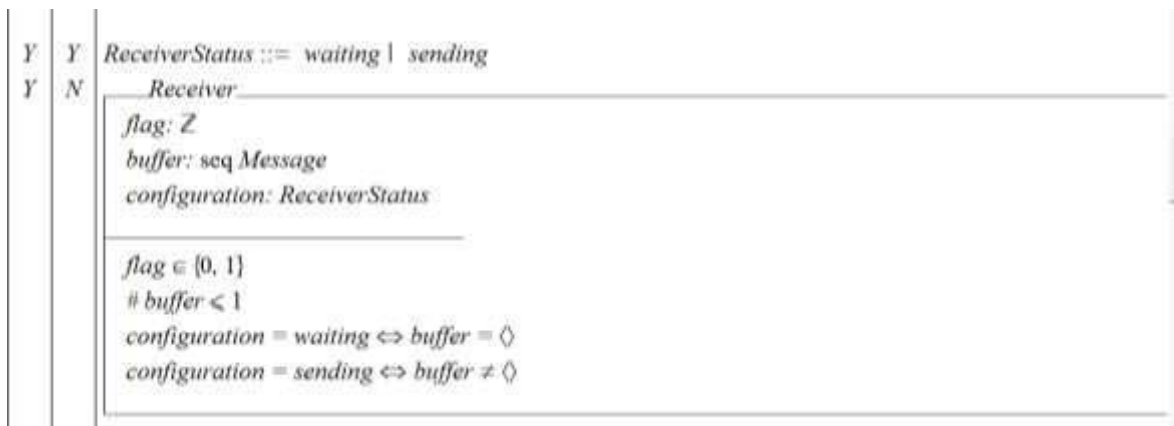 Y Y ReceiverStatus ::= waiting | sending
Y N Receiver
flag: ℤ
buffer: seq Message
configuration: ReceiverStatus
flag ∈ {0, 1}
# buffer ⩽ 1
configuration = waiting ⇔ buffer = ⟨⟩
configuration = sending ⇔ buffer ≠ ⟨⟩